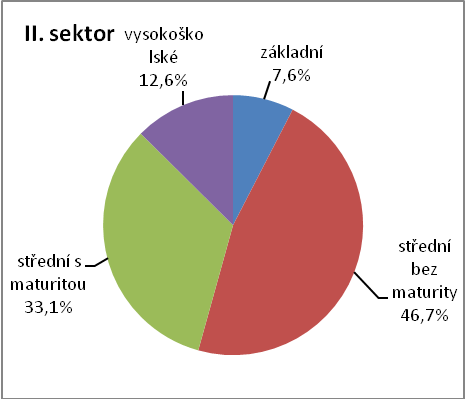 II. sektor
vysokoško
lské
12,6%
základní
7,6%
střední bez
maturity
46,7%
střední s
maturitou
33,1%